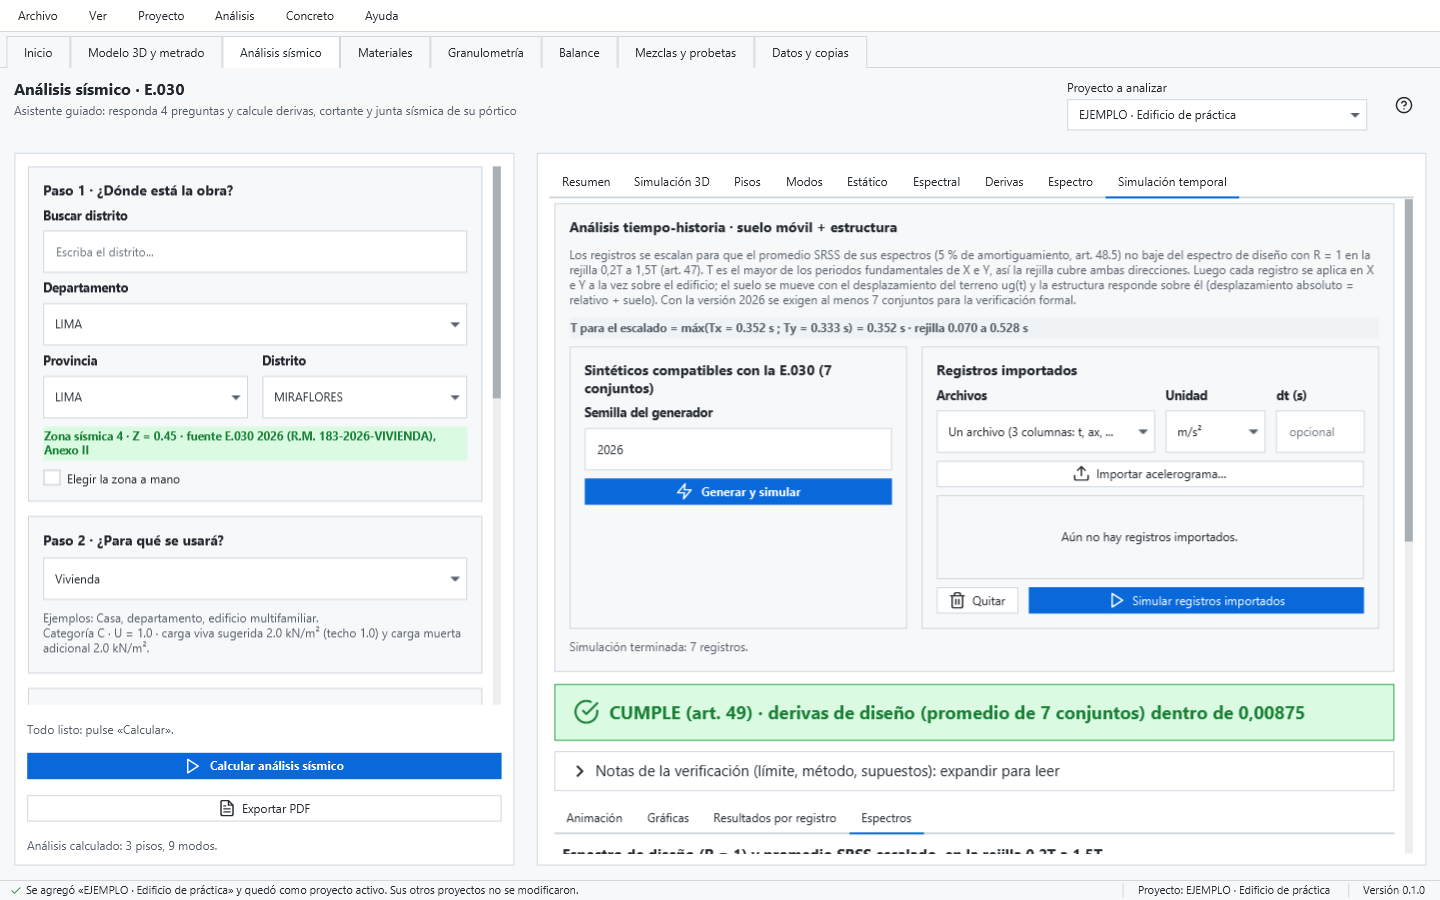 Archivo Ver Proyecto Análisis Concreto Ayuda
Inicio Modelo 3D y metrado Análisis sísmico Materiales Granulometría Balance Mezclas y probetas Datos y copias
Análisis sísmico · E.030
Asistente guiado: responda 4 preguntas y calcule derivas, cortante y junta sísmica de su pórtico
Proyecto a analizar
EJEMPLO · Edificio de práctica
Paso 1 · ¿Dónde está la obra?
Buscar distrito
Escriba el distrito...
Departamento
LIMA
Provincia Distrito
LIMA MIRAFLORES
Zona sísmica 4 · Z = 0.45 · fuente E.030 2026 (R.M. 183-2026-VIVIENDA),
Anexo II
Elegir la zona a mano
Paso 2 · ¿Para qué se usará?
Vivienda
Ejemplos: Casa, departamento, edificio multifamiliar.
Categoría C · U = 1.0 · carga viva sugerida 2.0 kN/m² (techo 1.0) y carga muerta
adicional 2.0 kN/m².
Todo listo: pulse «Calcular».
Calcular análisis sísmico
Exportar PDF
Análisis calculado: 3 pisos, 9 modos.
Resumen Simulación 3D Pisos Modos Estático Espectral Derivas Espectro Simulación temporal
Análisis tiempo-historia · suelo móvil + estructura
Los registros se escalan para que el promedio SRSS de sus espectros (5 % de amortiguamiento, art. 48.5) no baje del espectro de diseño con R = 1 en la
rejilla 0,2T a 1,5T (art. 47). T es el mayor de los periodos fundamentales de X e Y, así la rejilla cubre ambas direcciones. Luego cada registro se aplica en X
e Y a la vez sobre el edificio; el suelo se mueve con el desplazamiento del terreno ug(t) y la estructura responde sobre él (desplazamiento absoluto =
relativo + suelo). Con la versión 2026 se exigen al menos 7 conjuntos para la verificación formal.
T para el escalado = máx(Tx = 0.352 s ; Ty = 0.333 s) = 0.352 s · rejilla 0.070 a 0.528 s
Sintéticos compatibles con la E.030 (7
conjuntos)
Semilla del generador
2026
Generar y simular
Registros importados
Archivos Unidad dt (s)
Un archivo (3 columnas: t, ax, ... m/s² opcional
Importar acelerograma...
Aún no hay registros importados.
Quitar Simular registros importados
Simulación terminada: 7 registros.
CUMPLE (art. 49) · derivas de diseño (promedio de 7 conjuntos) dentro de 0,00875
Notas de la verificación (límite, método, supuestos): expandir para leer
Animación Gráficas Resultados por registro Espectros
Espectro de diseño (R = 1) y promedio SRSS escalado, en la rejilla 0,2T a 1,5T
Se agregó «EJEMPLO · Edificio de práctica» y quedó como proyecto activo. Sus otros proyectos no se modificaron.
Proyecto: EJEMPLO · Edificio de práctica Versión 0.1.0